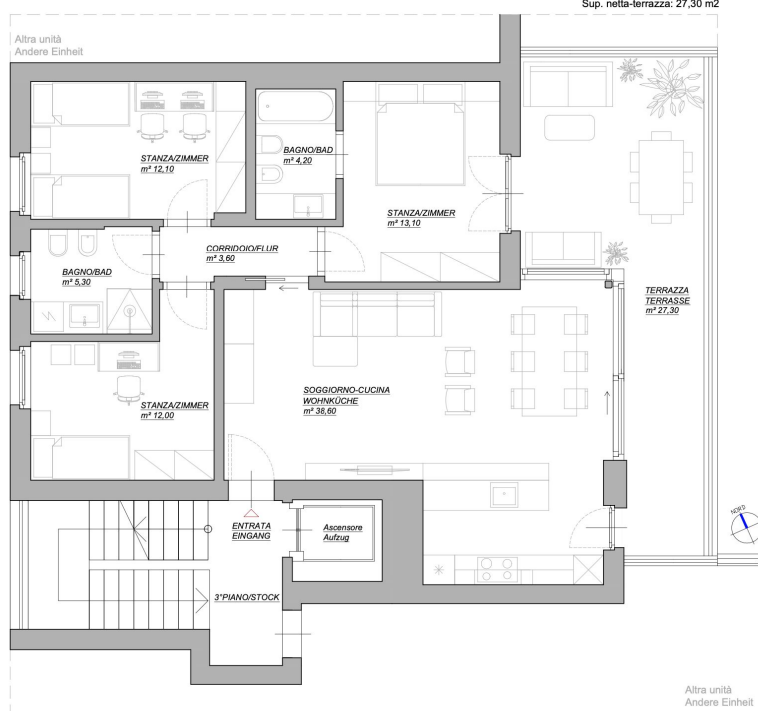 Sup. netta-terrazza: 27,30 m2
Altra unità
Andere Einheit
STANZA/ZIMMER
m² 12,10
BAGNO/BAD
m² 4,20
STANZA/ZIMMER
m² 13,10
CORRIDOIO/FLUR
m² 3,60
BAGNO/BAD
m² 5,30
TERRAZZA
TERRASSE
m² 27,30
STANZA/ZIMMER
m² 12,00
SOGGIORNO-CUCINA
WOHNKÜCHE
m² 38,60
ENTRATA
EINGANG
Ascensore
Aufzug
NORD
3°PIANO/STOCK
Altra unità
Andere Einheit